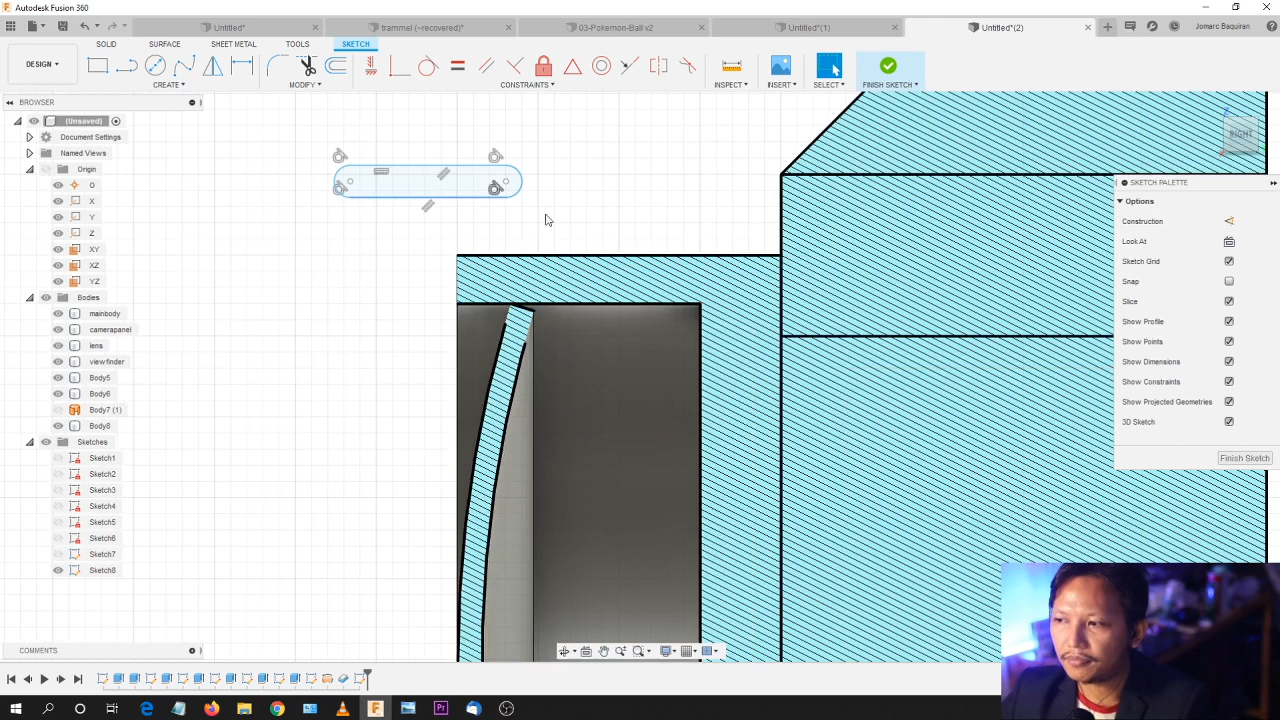 Autodesk Fusion 360
Untitled*
trammel (~recovered)*
03-Pokemon-Ball v2
Untitled*(1)
Untitled*(2)
Jomarc Baquiran
SOLID
SURFACE
SHEET METAL
TOOLS
SKETCH
DESIGN
CREATE
MODIFY
CONSTRAINTS
INSPECT
INSERT
SELECT
FINISH SKETCH
BROWSER
(Unsaved)
Document Settings
Named Views
Origin
O
X
Y
Z
XY
XZ
YZ
Bodies
mainbody
camerapanel
lens
viewfinder
Body5
Body6
Body7 (1)
Body8
Sketches
Sketch1
Sketch2
Sketch3
Sketch4
Sketch5
Sketch6
Sketch7
Sketch8
COMMENTS
Z
RIGHT
SKETCH PALETTE
Options
Construction
Look At
Sketch Grid
Snap
Slice
Show Profile
Show Points
Show Dimensions
Show Constraints
Show Projected Geometries
3D Sketch
Finish Sketch